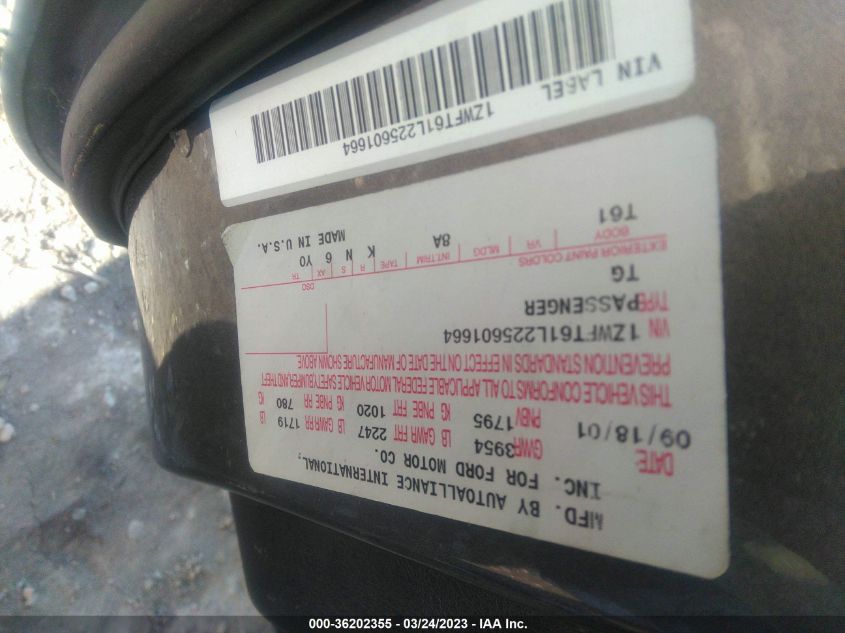 MFD. BY AUTOALLIANCE INTERNATIONAL,
INC. FOR FORD MOTOR CO.
DATE: 09/18/01
GWR 3954 LB GAWR FRT 2247 LB GAWR RR 1719 LB
PNBV 1795 KG PNBE FRT 1020 KG PNBE RR 780 KG
THIS VEHICLE CONFORMS TO ALL APPLICABLE FEDERAL MOTOR VEHICLE SAFETY, BUMPER, AND THEFT
PREVENTION STANDARDS IN EFFECT ON THE DATE OF MANUFACTURE SHOWN ABOVE.
VIN 1ZWFT61L225601664
TYPE PASSENGER
TG
EXTERIOR PAINT COLORS DSO
BODY VR MLDG INT. TRIM TAPE R S AX TR
T61 8A K N 6 YO
MADE IN U.S.A.
1ZWFT61L225601664
VIN LABEL
000-36202355 - 03/24/2023 - IAA Inc.